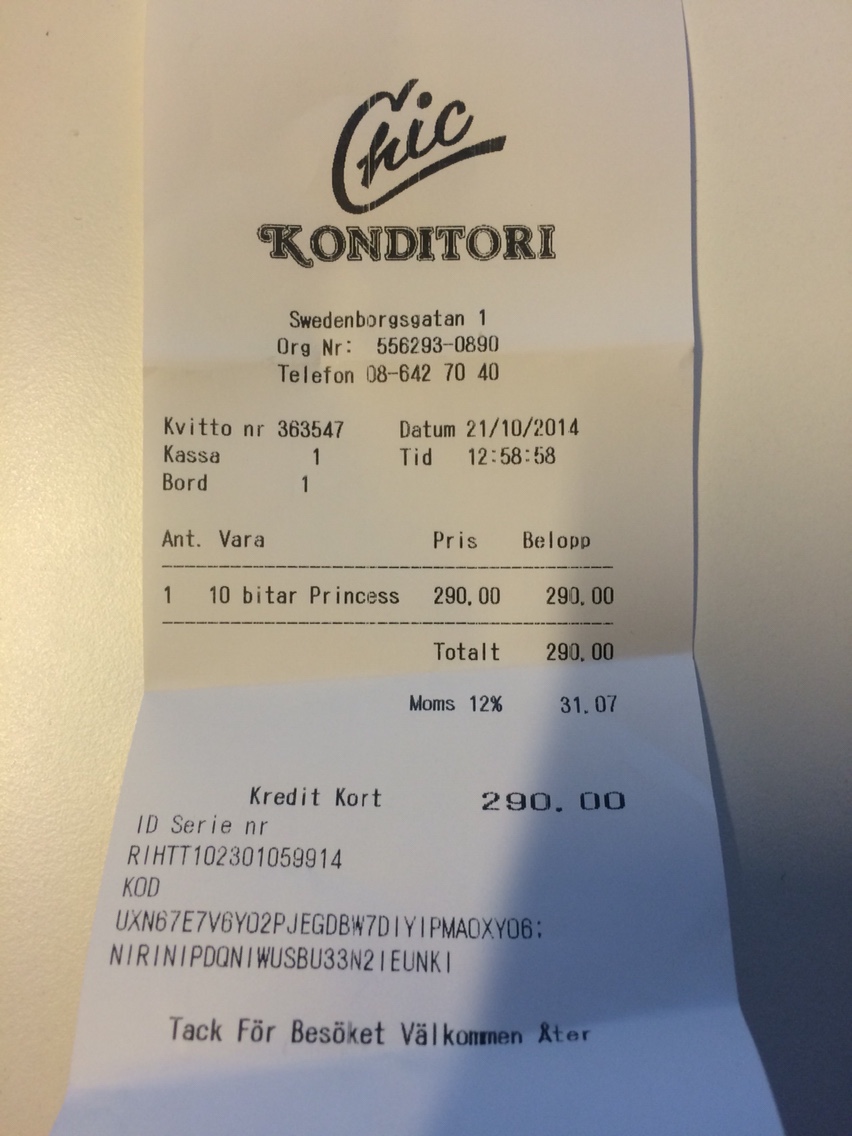 Chic
KONDITORI
Swedenborgsgatan 1
Org Nr: 556293-0890
Telefon 08-642 70 40
Kvitto nr 363547 Datum 21/10/2014
Kassa 1 Tid 12:58:58
Bord 1
Ant. Vara Pris Belopp
1 10 bitar Princess 290,00 290,00
Totalt 290,00
Moms 12% 31.07
Kredit Kort 290.00
ID Serie nr
RIHTT102301059914
KOD
UXN67E7V6YO2PJEGDBW7DIYIPMAOXYO6:
NIRINIPDQNIWUSBU33N2IEUNKI
Tack För Besöket Välkommen Åter